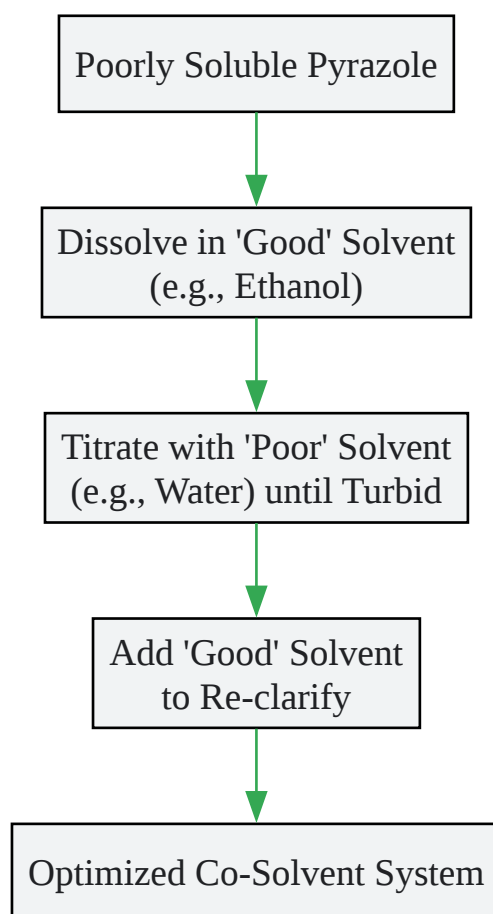 Poorly Soluble Pyrazole
Dissolve in 'Good' Solvent
(e.g., Ethanol)
Titrate with 'Poor' Solvent
(e.g., Water) until Turbid
Add 'Good' Solvent
to Re-clarify
Optimized Co-Solvent System